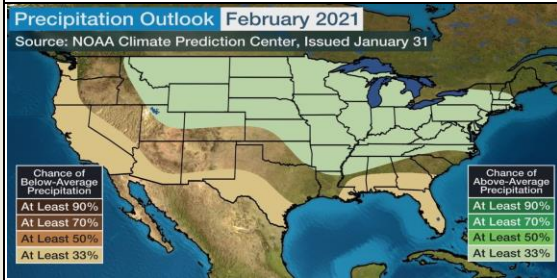 Precipitation Outlook February 2021
Source: NOAA Climate Prediction Center, Issued January 31
Chance of
Below-Average
Precipitation
At Least 90%
At Least 70%
At Least 50%
At Least 33%
Chance of
Above-Average
Precipitation
At Least 90%
At Least 70%
At Least 50%
At Least 33%